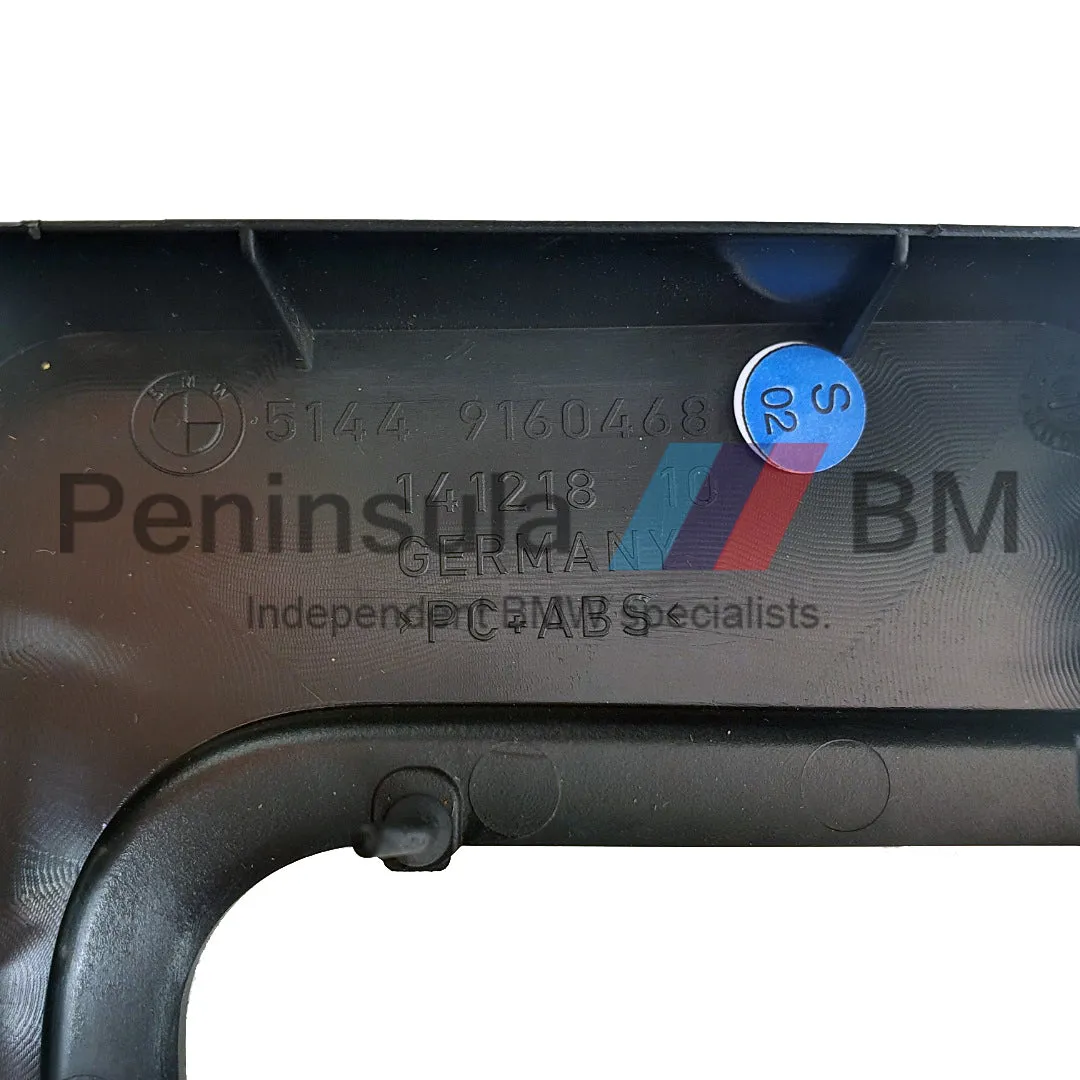 BMW 5144 9160468
S
02
141218 10
Peninsula BM
GERMANY
Independent BMW Specialists.
>PC+ABS<